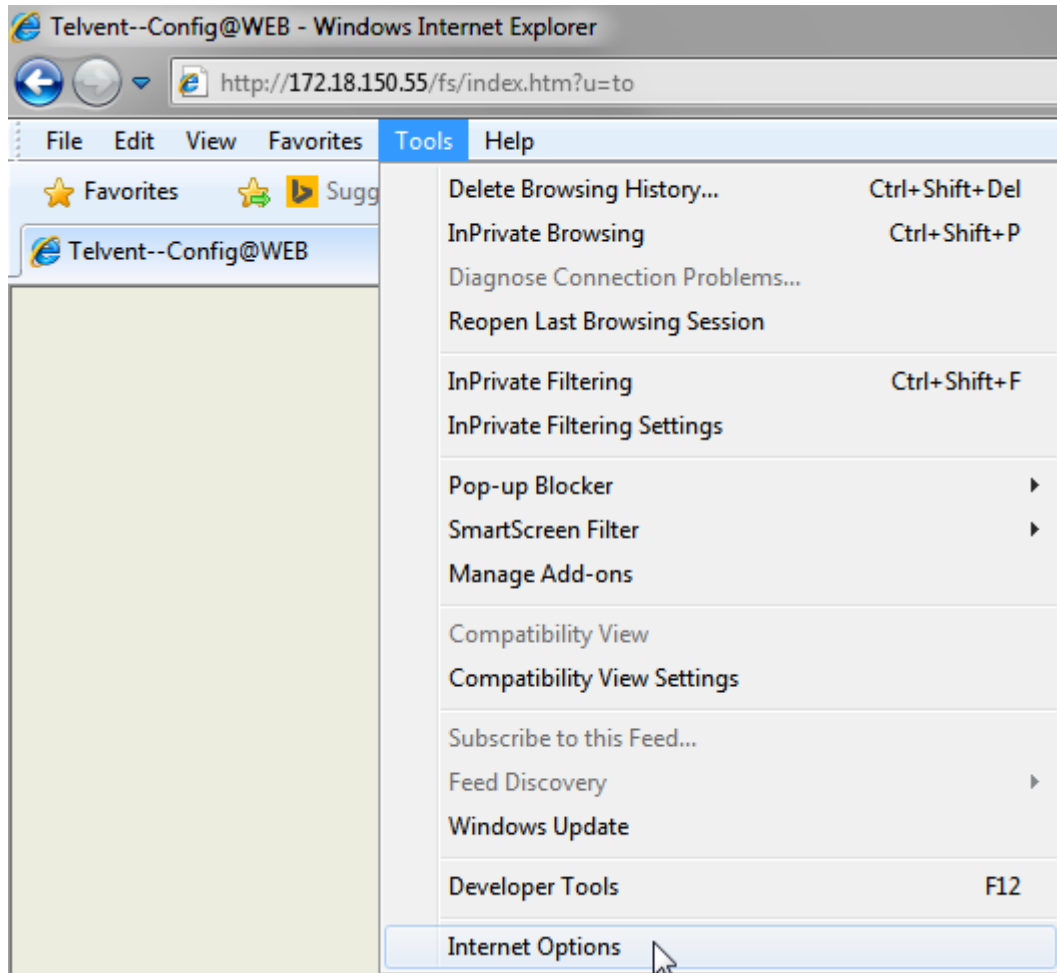 Telvent--Config@WEB - Windows Internet Explorer
http://172.18.150.55/fs/index.htm?u=to
File Edit View Favorites Tools Help
Favorites Sugg
Telvent--Config@WEB
Delete Browsing History... Ctrl+Shift+Del
InPrivate Browsing Ctrl+Shift+P
Diagnose Connection Problems...
Reopen Last Browsing Session
InPrivate Filtering Ctrl+Shift+F
InPrivate Filtering Settings
Pop-up Blocker
SmartScreen Filter
Manage Add-ons
Compatibility View
Compatibility View Settings
Subscribe to this Feed...
Feed Discovery
Windows Update
Developer Tools F12
Internet Options